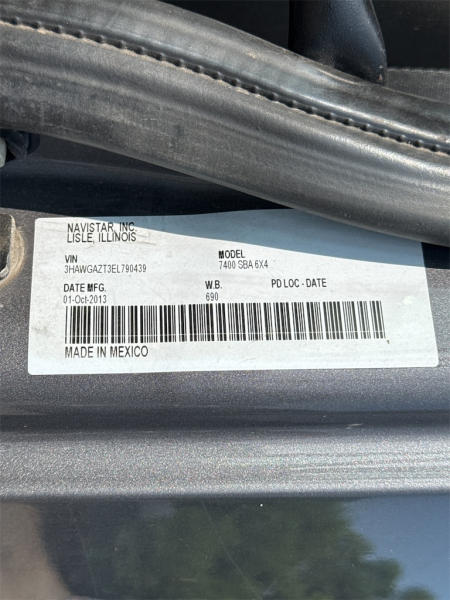 NAVISTAR, INC.
LISLE, ILLINOIS
VIN MODEL
3HAWGAZT3EL790439 7400 SBA 6X4
DATE MFG. W.B. PD LOC - DATE
01-Oct-2013 690
MADE IN MEXICO